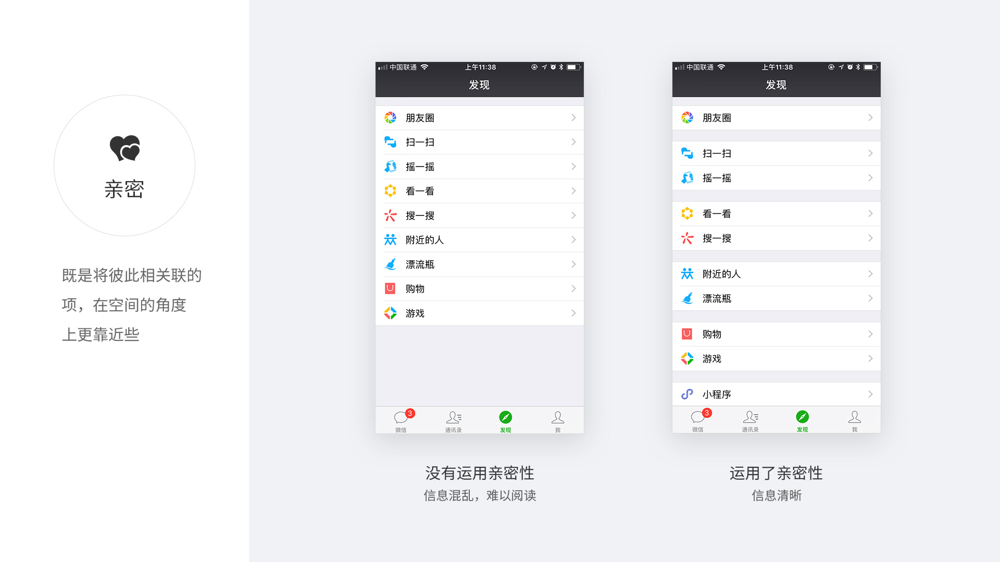 亲密
既是将彼此相关联的
项，在空间的角度
上更靠近些
中国联通 上午11:38
发现
朋友圈
扫一扫
摇一摇
看一看
搜一搜
附近的人
漂流瓶
购物
游戏
3
微信 通讯录 发现 我
没有运用亲密性
信息混乱，难以阅读
中国联通 上午11:38
发现
朋友圈
扫一扫
摇一摇
看一看
搜一搜
附近的人
漂流瓶
购物
游戏
小程序
3
微信 通讯录 发现 我
运用了亲密性
信息清晰